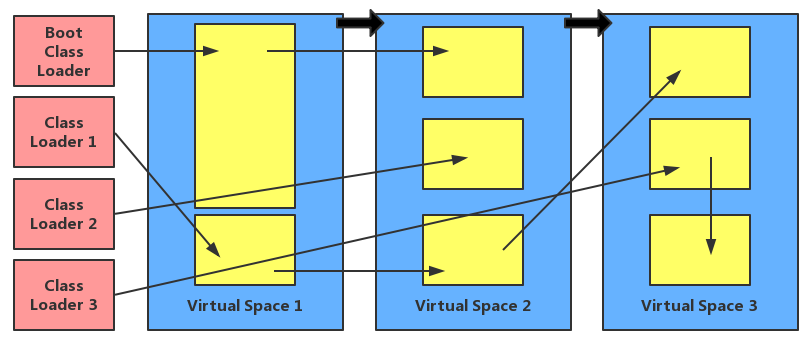 Boot
Class
Loader
Class
Loader 1
Class
Loader 2
Class
Loader 3
Virtual Space 1
Virtual Space 2
Virtual Space 3